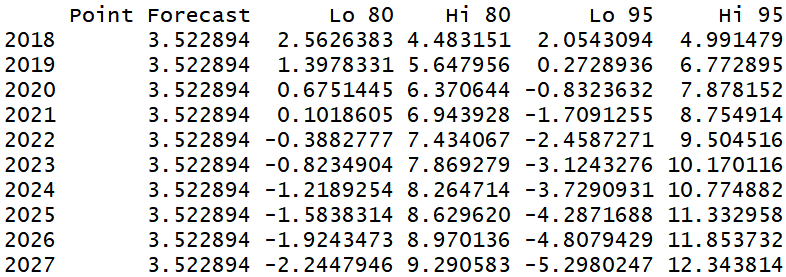 Point Forecast      Lo 80    Hi 80      Lo 95     Hi 95
2018       3.522894  2.5626383 4.483151  2.0543094  4.991479
2019       3.522894  1.3978331 5.647956  0.2728936  6.772895
2020       3.522894  0.6751445 6.370644 -0.8323632  7.878152
2021       3.522894  0.1018605 6.943928 -1.7091255  8.754914
2022       3.522894 -0.3882777 7.434067 -2.4587271  9.504516
2023       3.522894 -0.8234904 7.869279 -3.1243276 10.170116
2024       3.522894 -1.2189254 8.264714 -3.7290931 10.774882
2025       3.522894 -1.5838314 8.629620 -4.2871688 11.332958
2026       3.522894 -1.9243473 8.970136 -4.8079429 11.853732
2027       3.522894 -2.2447946 9.290583 -5.2980247 12.343814